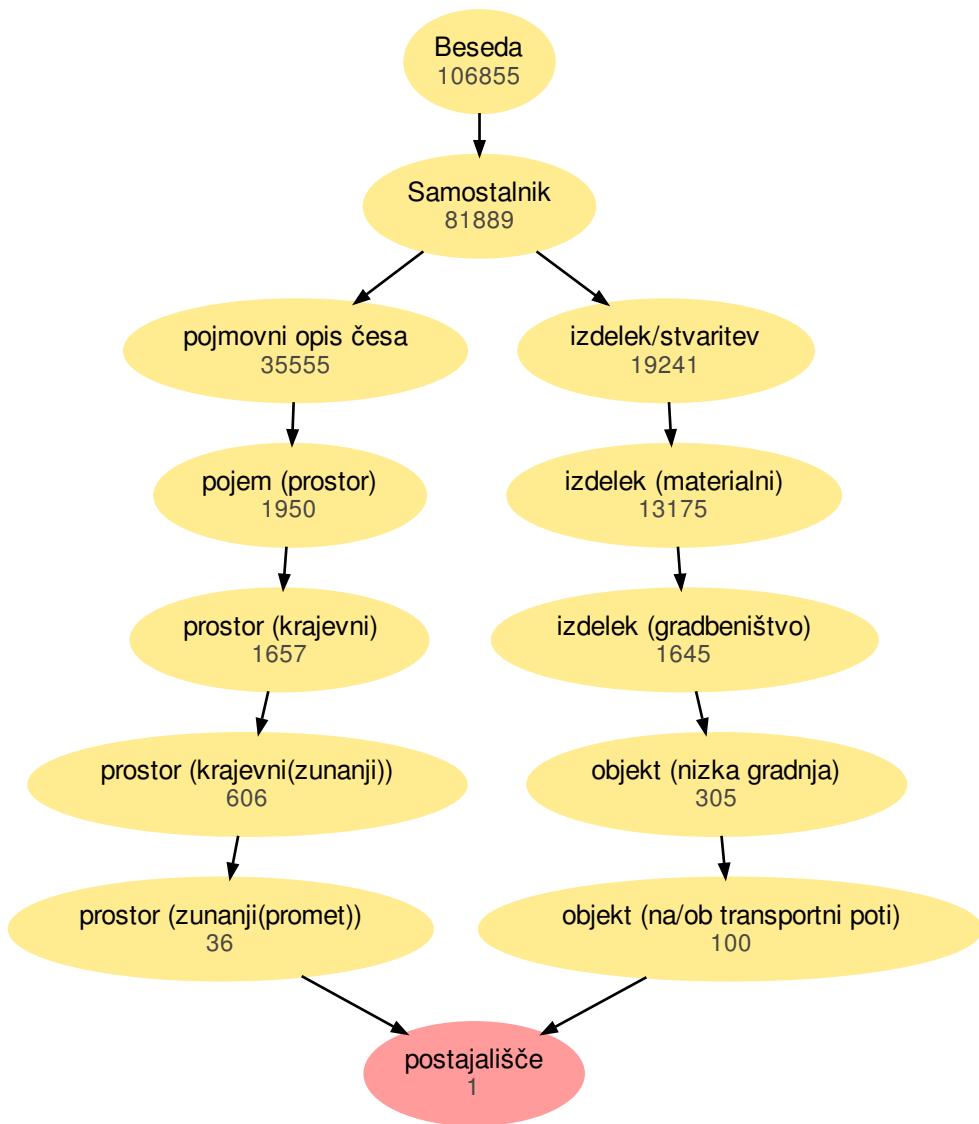 Beseda
106855
Samostalnik
81889
pojmovni opis česa
35555
izdelek/stvaritev
19241
pojem (prostor)
1950
izdelek (materialni)
13175
prostor (krajevni)
1657
izdelek (gradbeništvo)
1645
prostor (krajevni(zunanji))
606
objekt (nizka gradnja)
305
prostor (zunanji(promet))
36
objekt (na/ob transportni poti)
100
postajališče
1